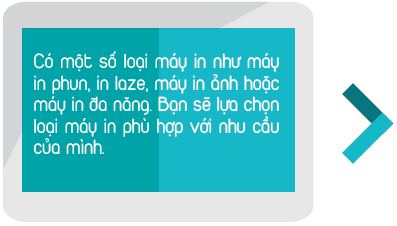 Có một số loại máy in như máy
in phun, in laze, máy in ảnh hoặc
máy in đa năng. Bạn sẽ lựa chọn
loại máy in phù hợp với nhu cầu
của mình.